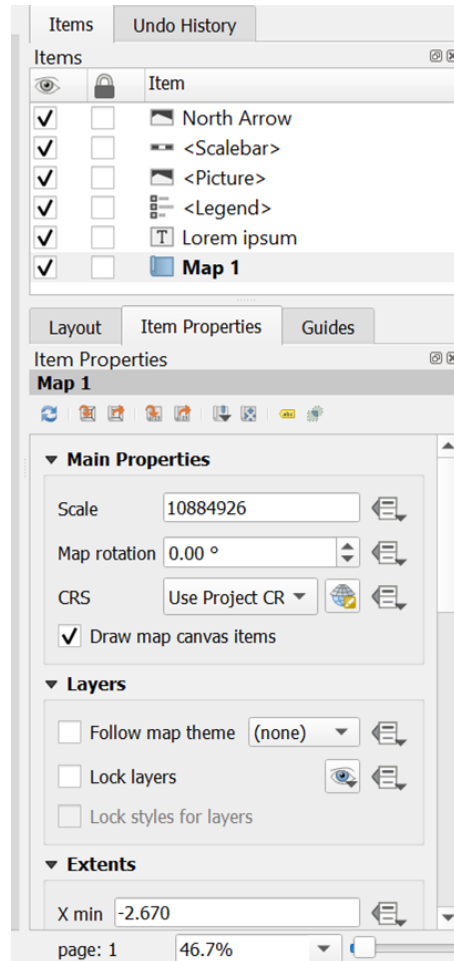 Items Undo History
Items
Item
North Arrow
<Scalebar>
<Picture>
<Legend>
T Lorem ipsum
Map 1
Layout Item Properties Guides
Item Properties
Map 1
abc
Main Properties
Scale 10884926
Map rotation 0.00 °
CRS Use Project CR
Draw map canvas items
Layers
Follow map theme (none)
Lock layers
Lock styles for layers
Extents
X min -2.670
page: 1 46.7%